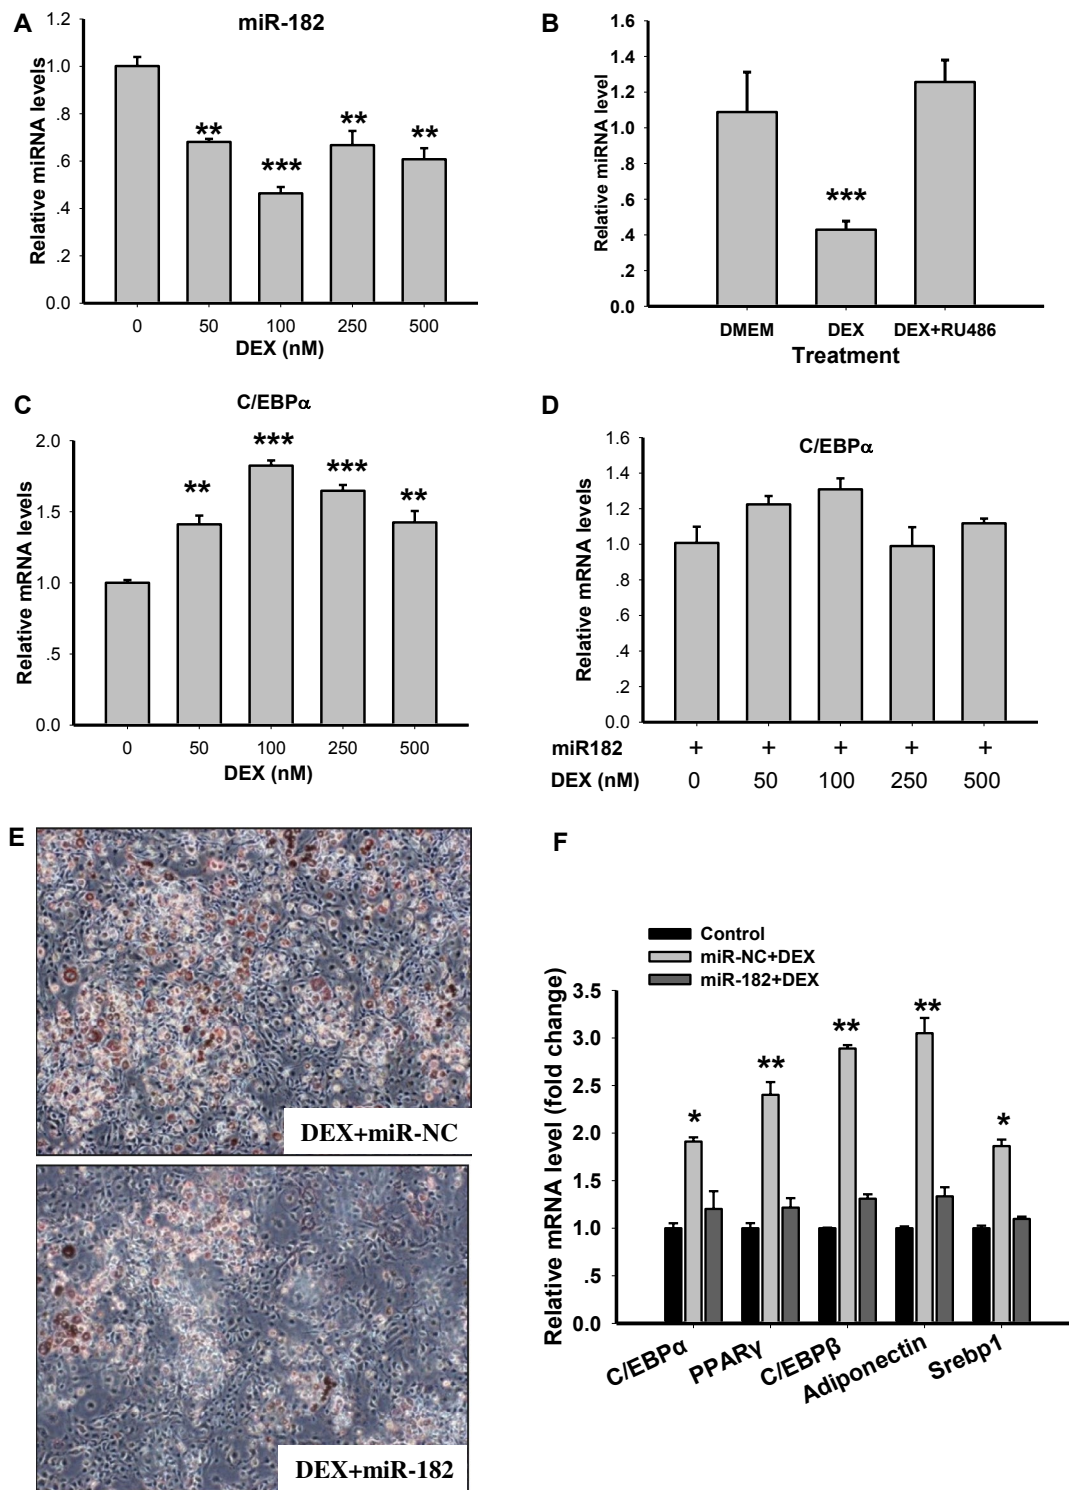 A
miR-182
Relative miRNA levels
1.2
1.0
.8
.6
.4
.2
0.0
**
***
**
**
0 50 100 250 500
DEX (nM)
B
Relative miRNA level
1.6
1.4
1.2
1.0
.8
.6
.4
.2
0.0
***
DMEM DEX DEX+RU486
Treatment
C
C/EBPα
Relative mRNA levels
2.0
1.5
1.0
.5
0.0
**
***
***
**
0 50 100 250 500
DEX (nM)
D
C/EBPα
Relative mRNA levels
1.6
1.4
1.2
1.0
.8
.6
.4
.2
0.0
miR182 + + + + +
DEX (nM) 0 50 100 250 500
E
DEX+miR-NC
DEX+miR-182
F
Control
miR-NC+DEX
miR-182+DEX
Relative mRNA level (fold change)
3.5
3.0
2.5
2.0
1.5
1.0
.5
0.0
*
**
**
**
*
C/EBPα PPARγ C/EBPβ Adiponectin Srebp1